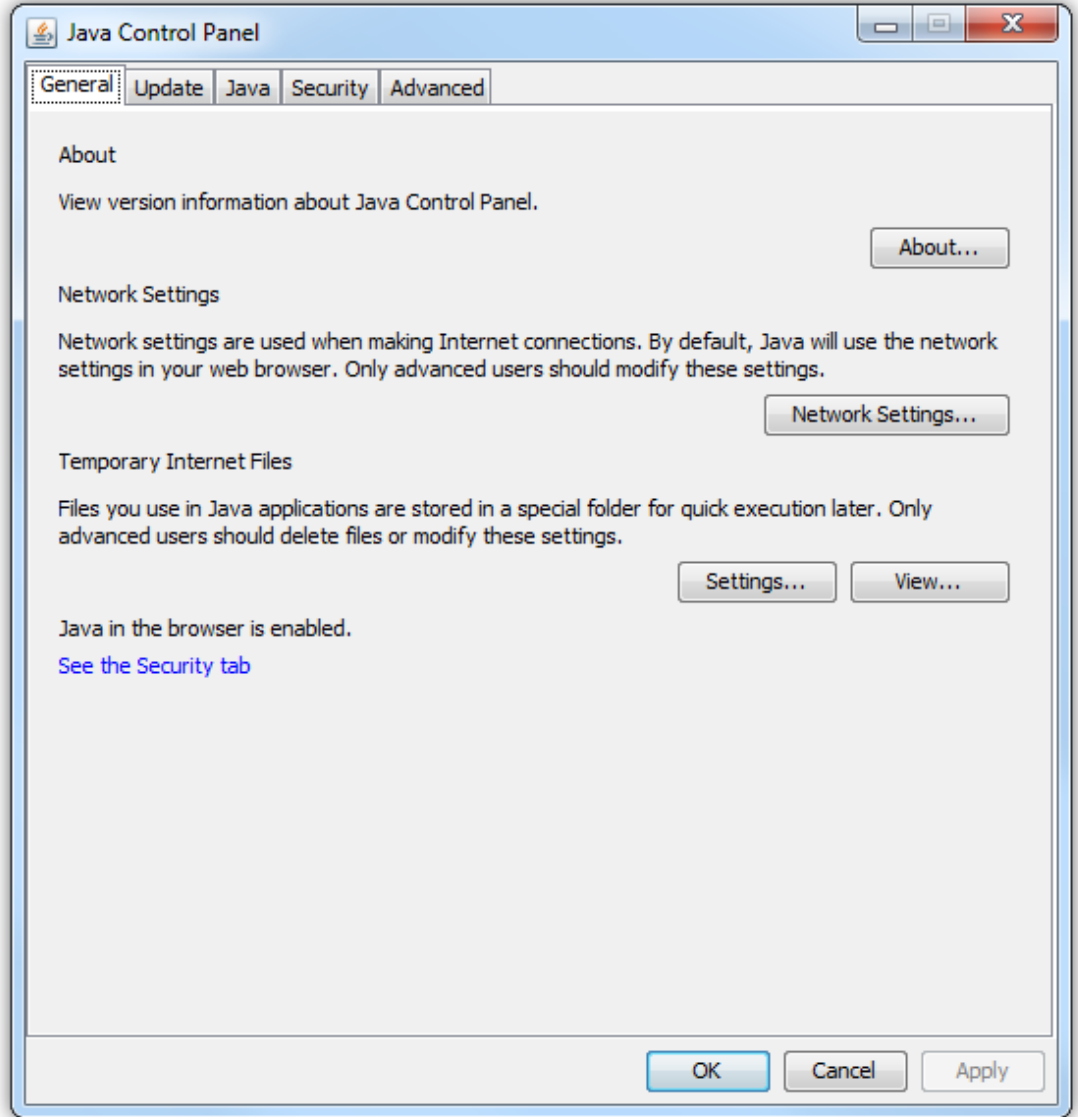 Java Control Panel
General Update Java Security Advanced
About
View version information about Java Control Panel.
About...
Network Settings
Network settings are used when making Internet connections. By default, Java will use the network
settings in your web browser. Only advanced users should modify these settings.
Network Settings...
Temporary Internet Files
Files you use in Java applications are stored in a special folder for quick execution later. Only
advanced users should delete files or modify these settings.
Settings... View...
Java in the browser is enabled.
See the Security tab
OK Cancel Apply